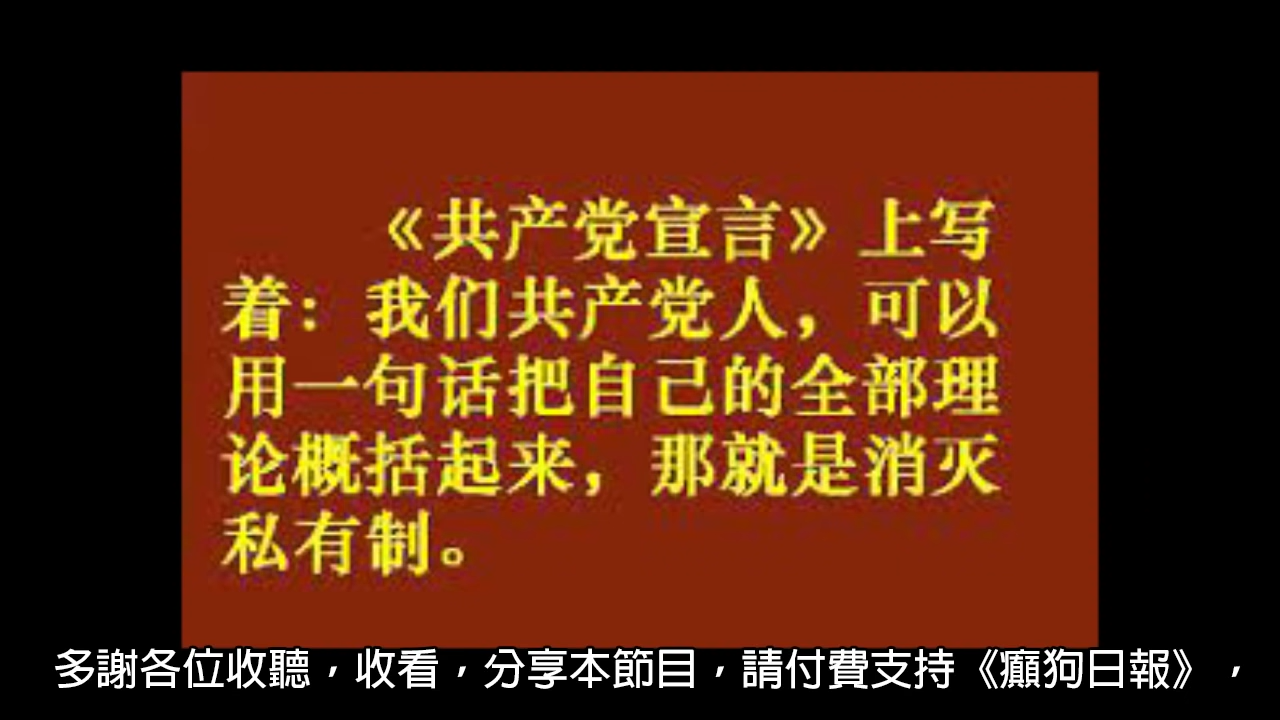 《共产党宣言》上写
着：我们共产党人，可以
用一句话把自己的全部理
论概括起来，那就是消灭
私有制。
多謝各位收聽，收看，分享本節目，請付費支持《癲狗日報》，